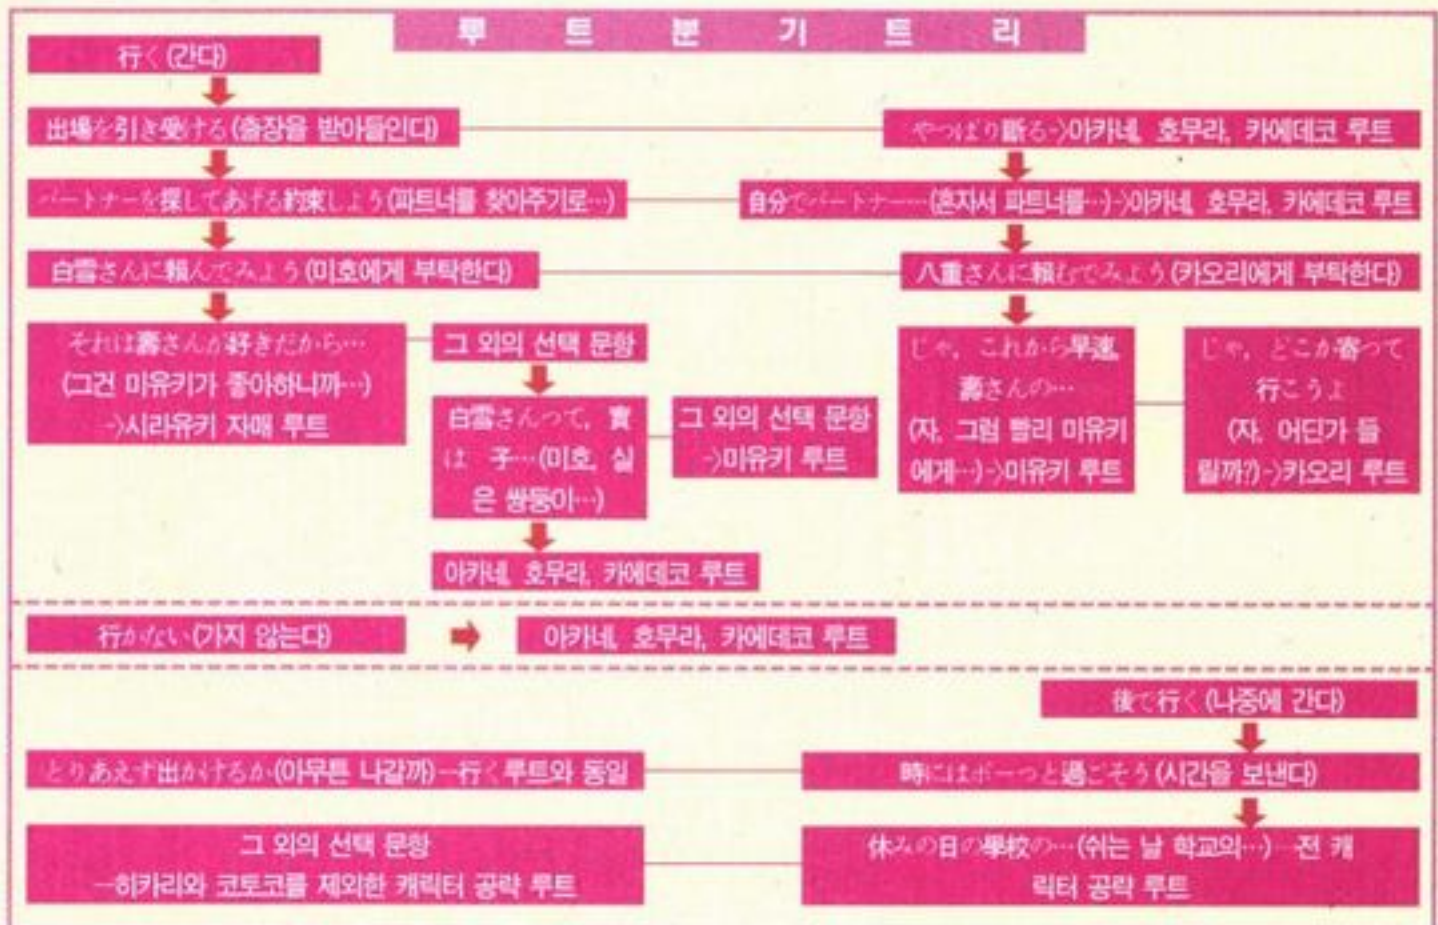 루트분기트리
行く(간다)
出場を引き受ける(출장을 받아들인다)
やっぱり斷る->아카네, 호무라, 카에데코 루트
パートナーを探してあげる約束しよう(파트너를 찾아주기로…)
自分でパートナー…(혼자서 파트너를…)->아카네, 호무라, 카에데코 루트
白雪さんに賴んでみよう(미호에게 부탁한다)
八重さんに賴むでみよう(카오리에게 부탁한다)
それは壽さんが好きだから…
(그건 미유키가 좋아하니까…)
->시라유키 자매 루트
그 외의 선택 문항
白雪さんって, 實
は 子…(미호, 실
은 쌍둥이…)
그 외의 선택 문항
->미유키 루트
아카네, 호무라, 카에데코 루트
じゃ, これから早速,
壽さんの…
(자, 그럼 빨리 미유키
에게…)->미유키 루트
じゃ, どこか寄って
行こうよ
(자, 어딘가 들
릴까?)->카오리 루트
行かない(가지 않는다)
아카네, 호무라, 카에데코 루트
後で行く(나중에 간다)
とりあえず出かけるか(아무튼 나갈까)—行く루트와 동일
時にはボーっと過ごそう(시간을 보낸다)
그 외의 선택 문항
—히카리와 코토코를 제외한 캐릭터 공략 루트
休みの日の學校の…(쉬는 날 학교의…)—전 캐
릭터 공략 루트